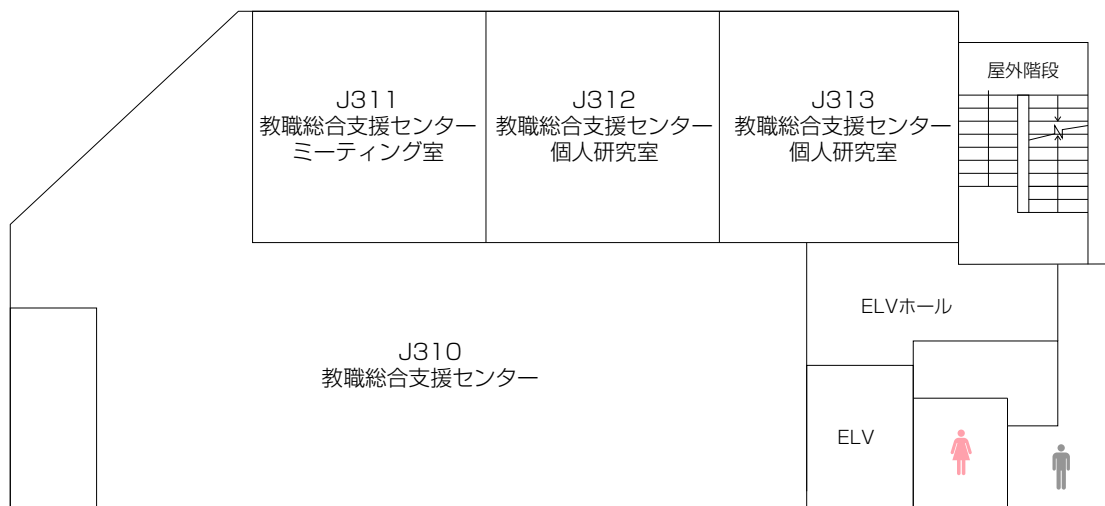 J311
教職総合支援センター
ミーティング室
J312
教職総合支援センター
個人研究室
J313
教職総合支援センター
個人研究室
屋外階段
ELVホール
J310
教職総合支援センター
ELV